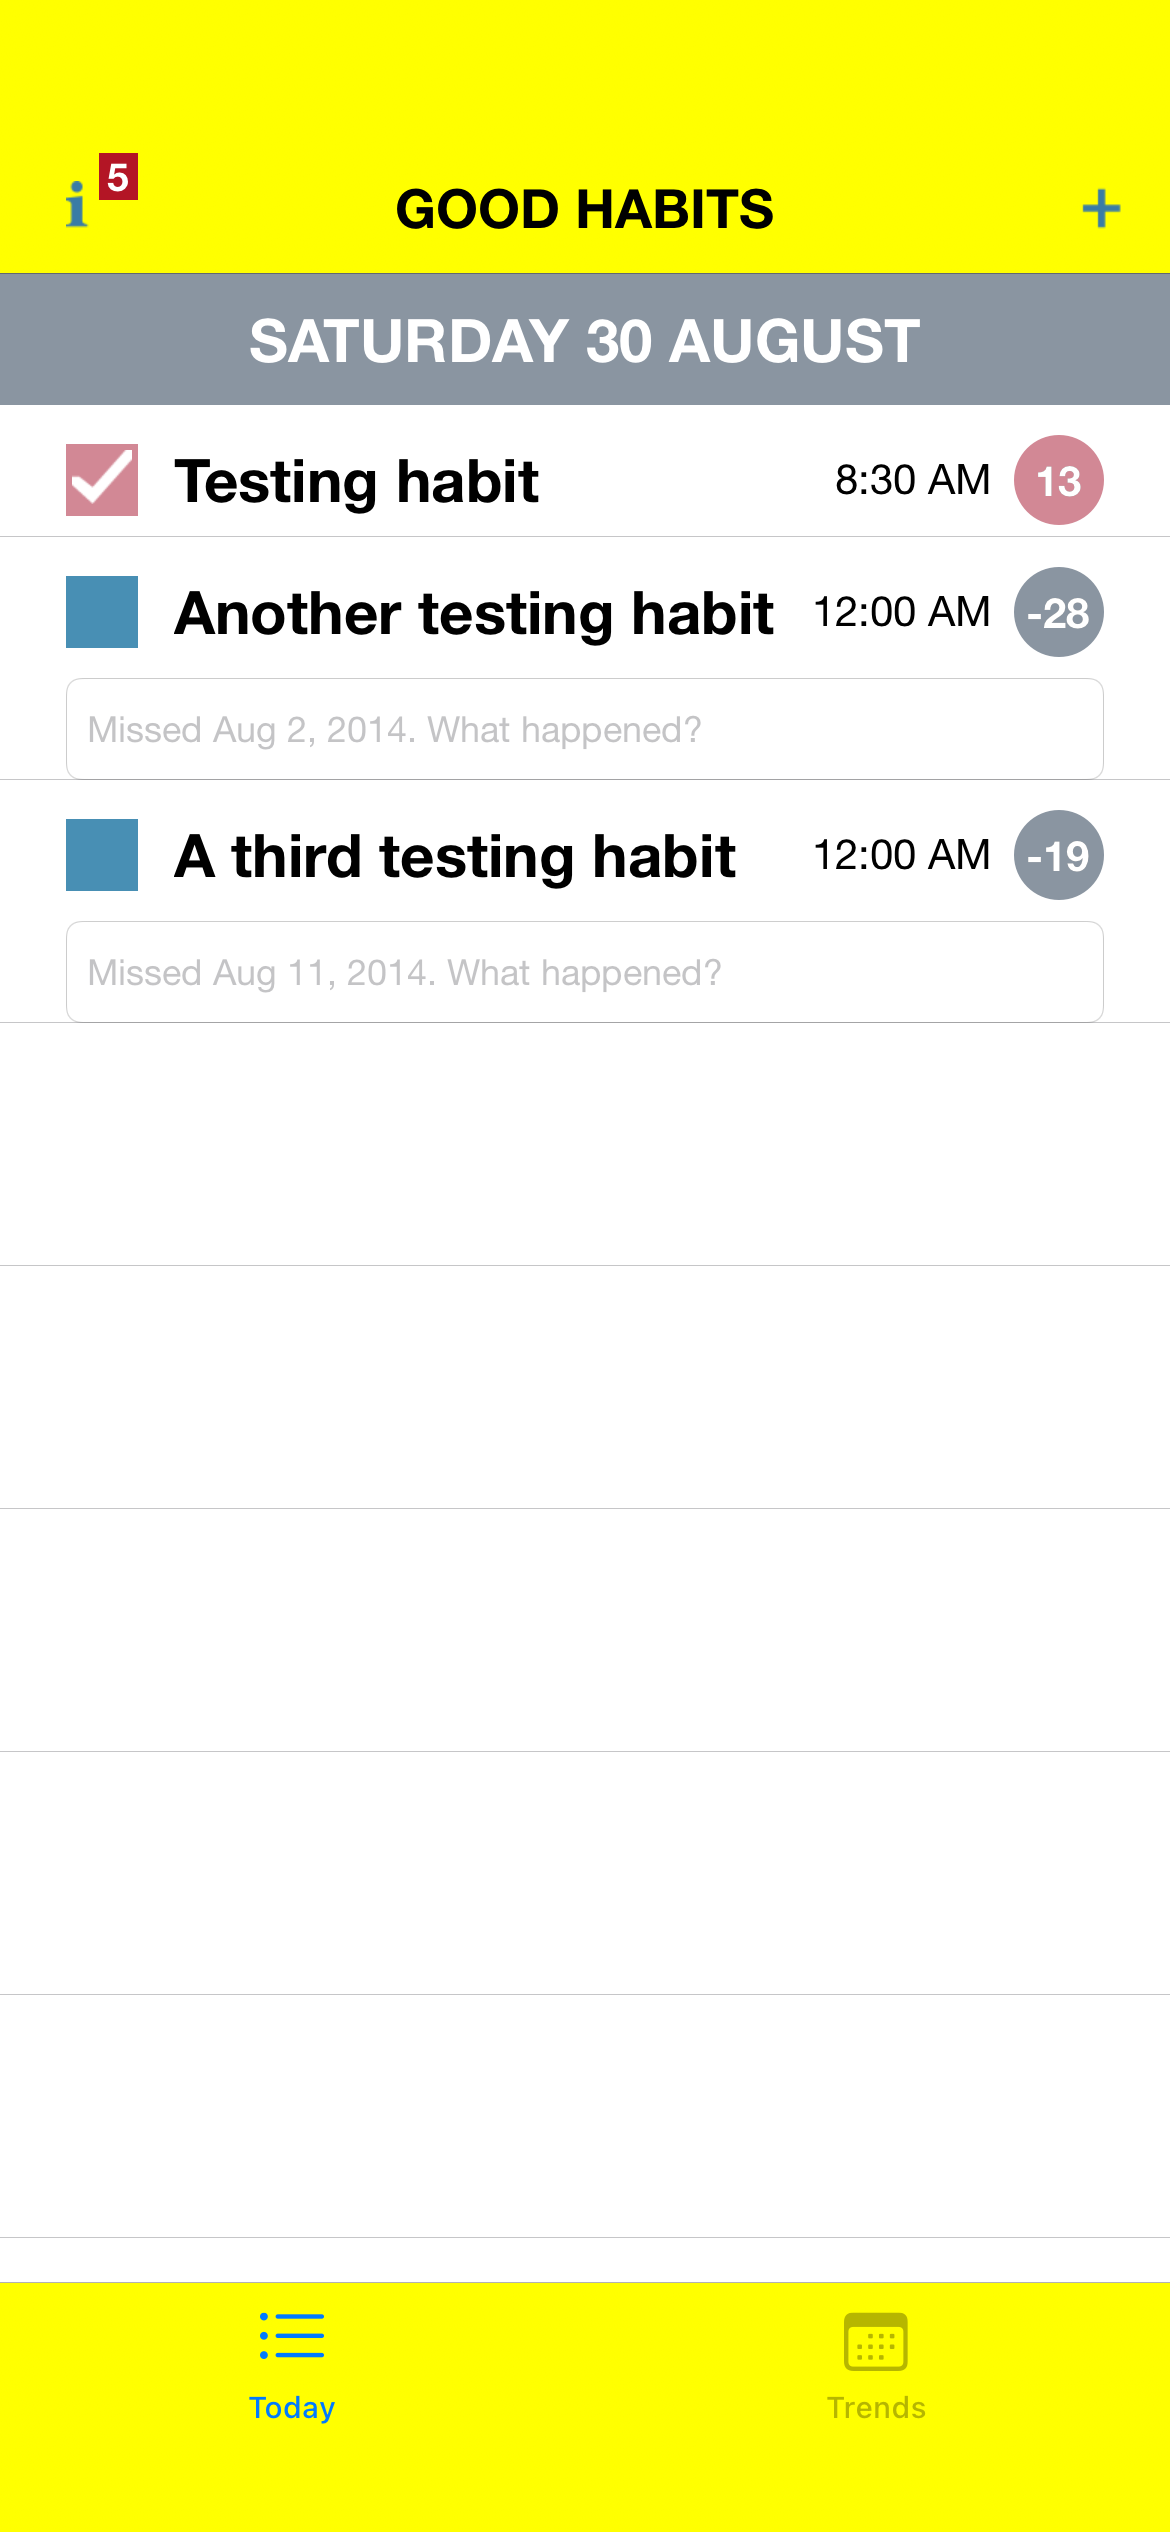 5
GOOD HABITS
SATURDAY 30 AUGUST
Testing habit 8:30 AM 13
Another testing habit 12:00 AM -28
Missed Aug 2, 2014. What happened?
A third testing habit 12:00 AM -19
Missed Aug 11, 2014. What happened?
Today Trends